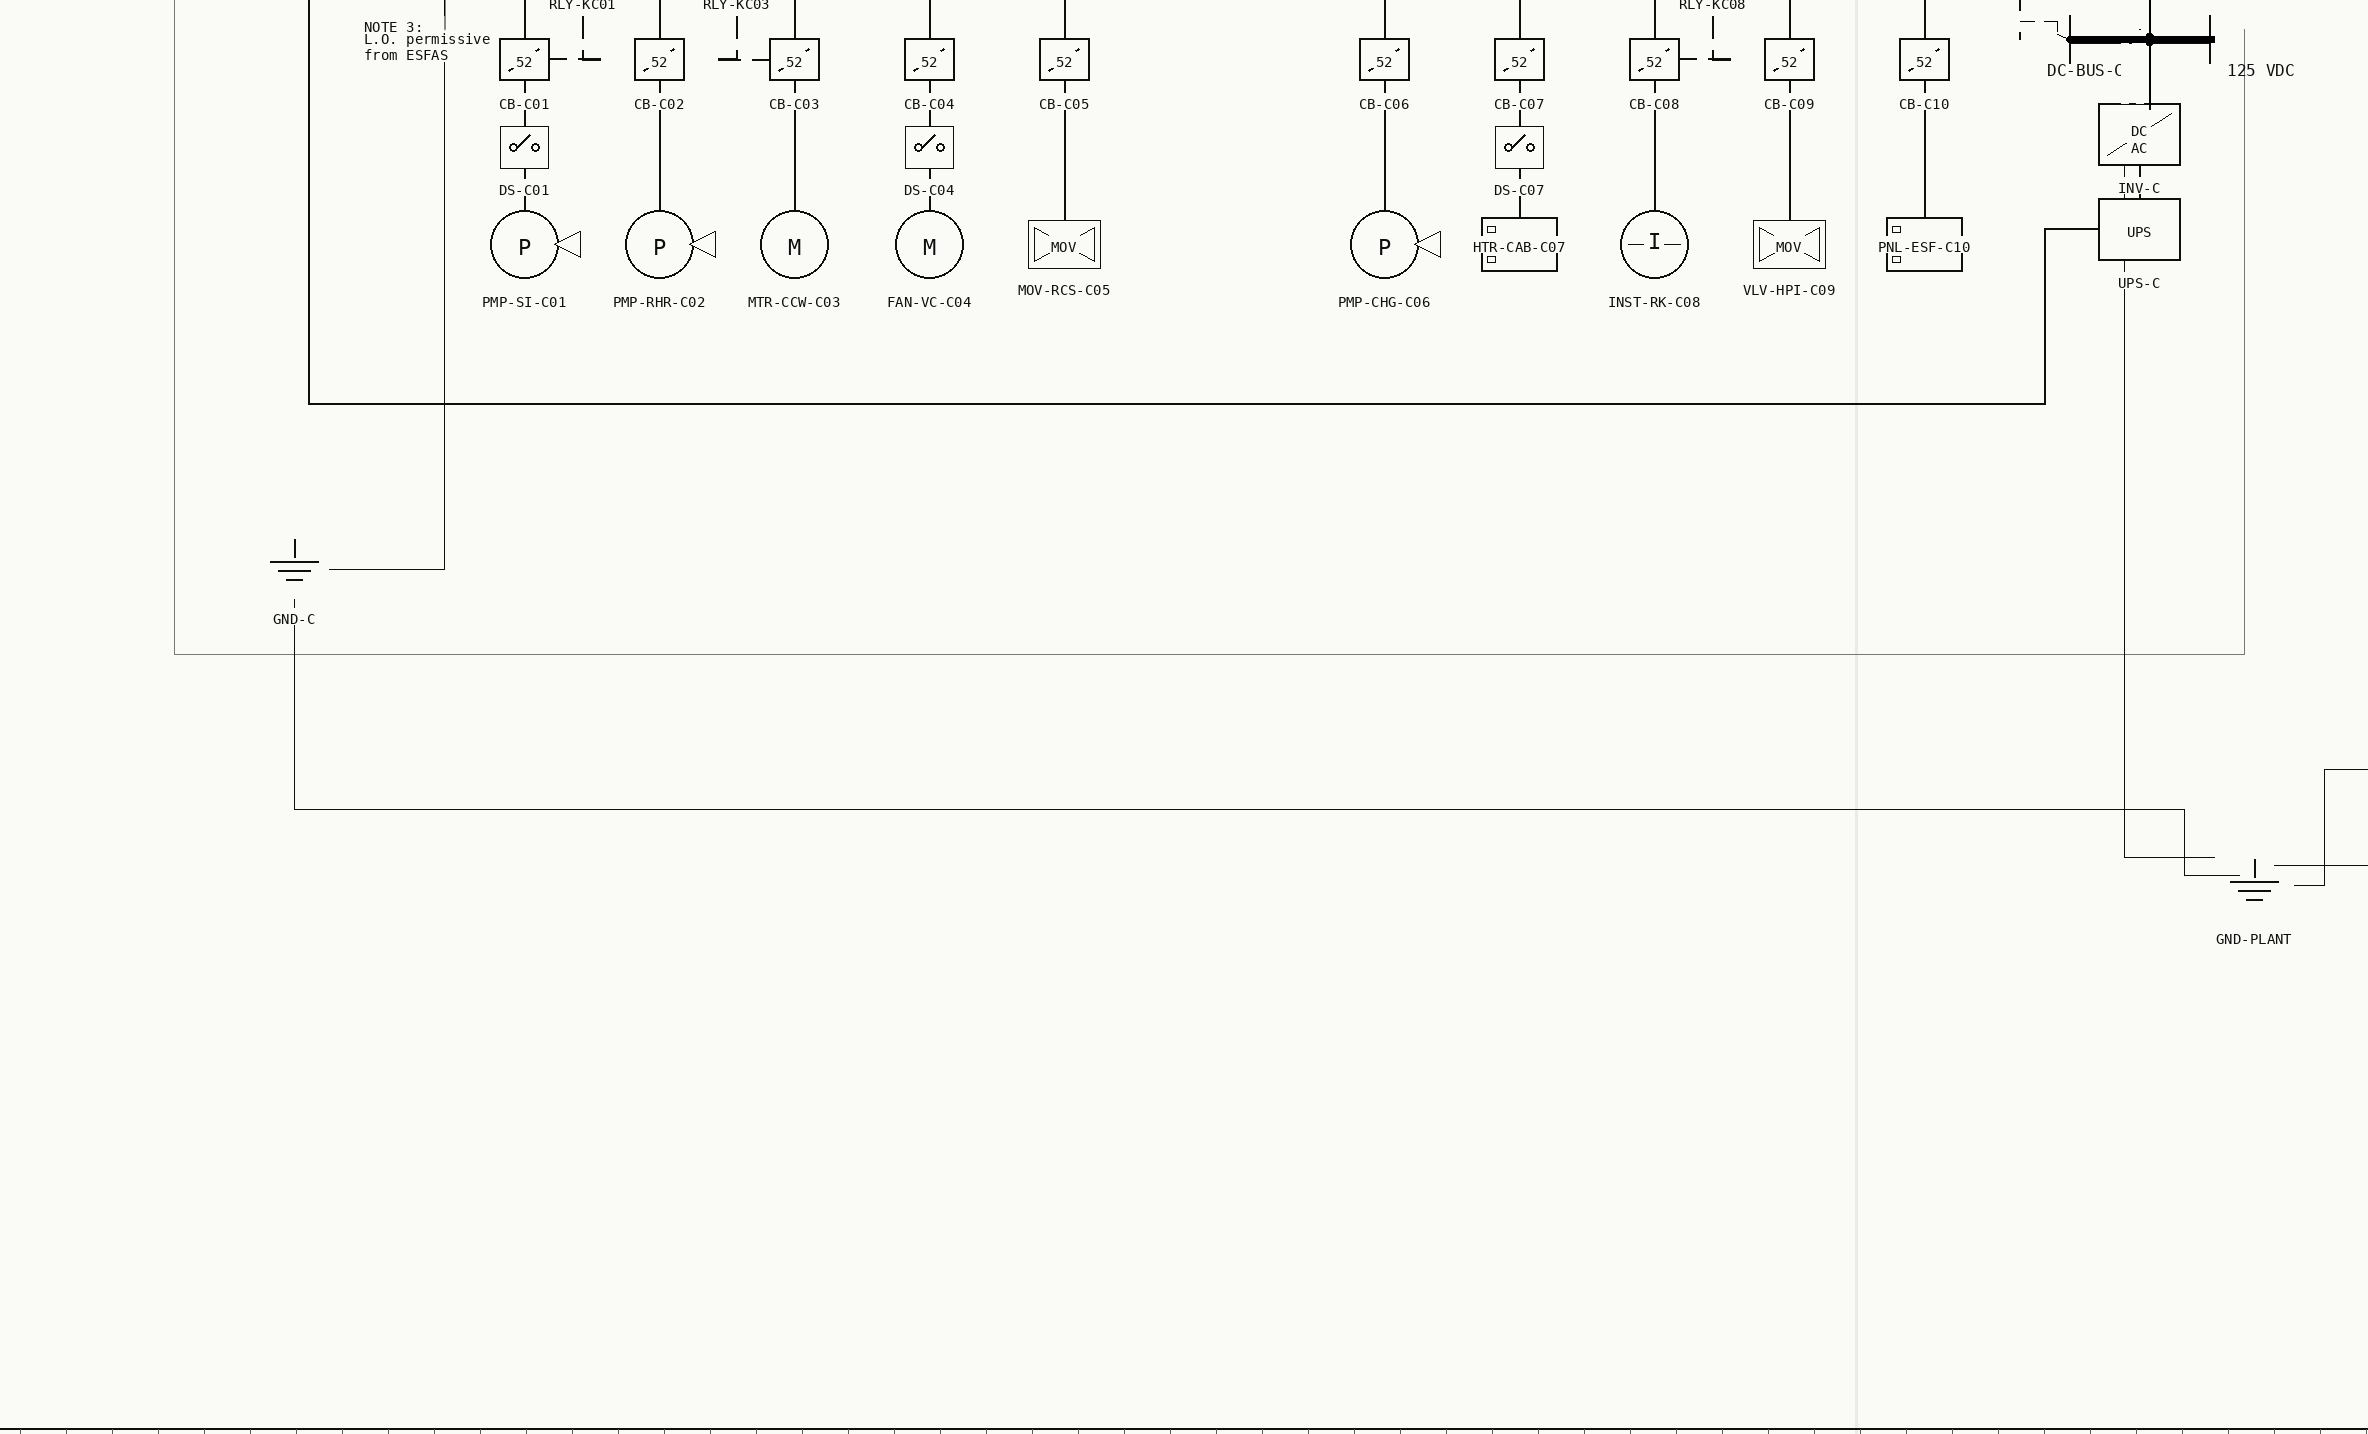 RLY-KC01
RLY-KC03
RLY-KC08
NOTE 3:
L.O. permissive
from ESFAS
52
52
52
52
52
52
52
52
52
52
DC-BUS-C
125 VDC
CB-C01
CB-C02
CB-C03
CB-C04
CB-C05
CB-C06
CB-C07
CB-C08
CB-C09
CB-C10
DC
AC
DS-C01
DS-C04
DS-C07
INV-C
P
P
M
M
MOV
P
HTR-CAB-C07
I
MOV
PNL-ESF-C10
UPS
UPS-C
PMP-SI-C01
PMP-RHR-C02
MTR-CCW-C03
FAN-VC-C04
MOV-RCS-C05
PMP-CHG-C06
INST-RK-C08
VLV-HPI-C09
GND-C
GND-PLANT